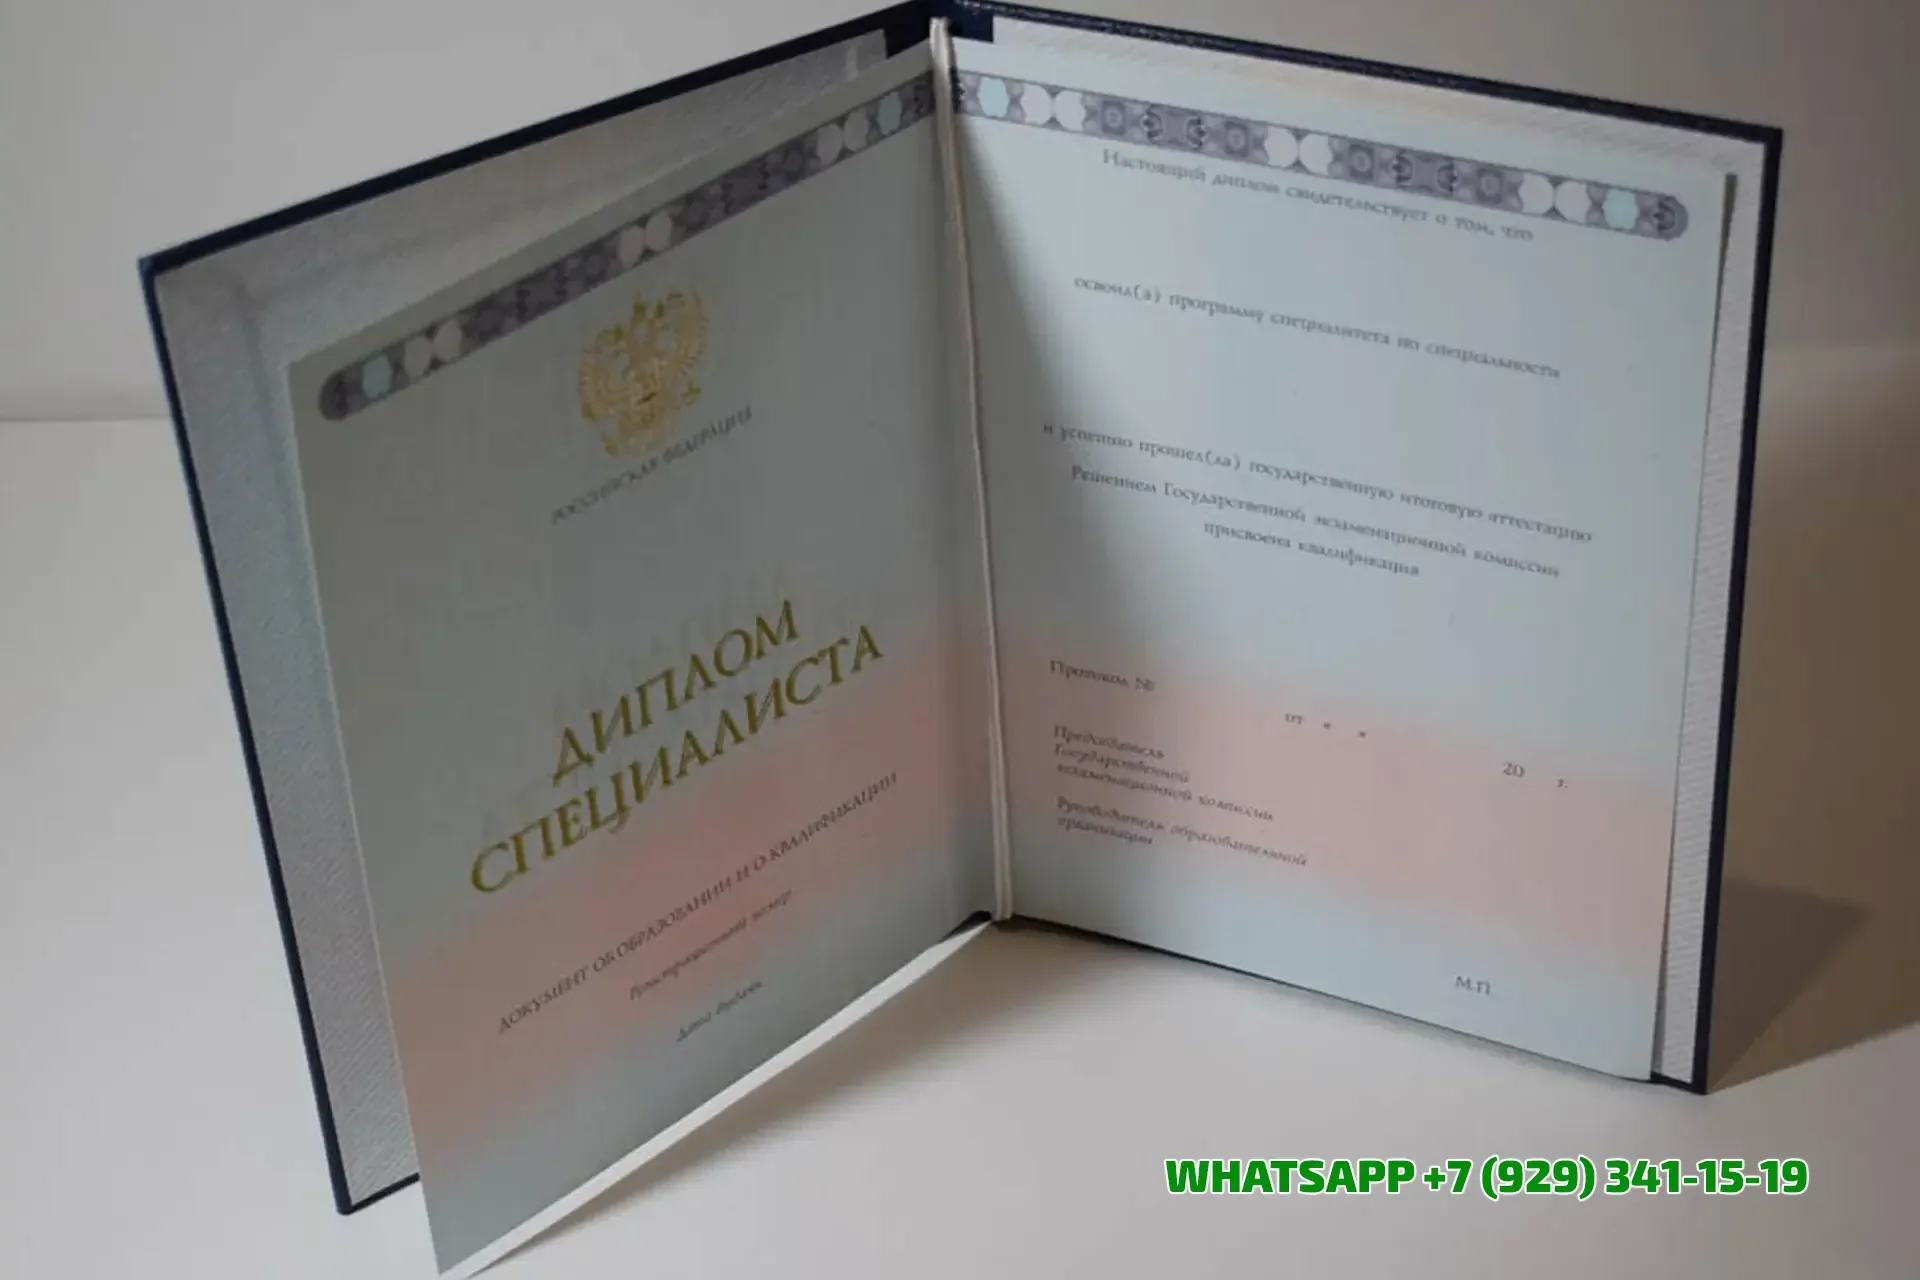 РОССИЙСКАЯ ФЕДЕРАЦИЯ
ДИПЛОМ
СПЕЦИАЛИСТА
ДОКУМЕНТ ОБ ОБРАЗОВАНИИ И О КВАЛИФИКАЦИИ
Регистрационный номер
Дата выдачи
Настоящий диплом свидетельствует о том, что
освоил(а) программу специалитета по специальности
и успешно прошел(ла) государственную итоговую аттестацию
Решением Государственной экзаменационной комиссии
присвоена квалификация
Протокол №
от « »
20 г.
Председатель
Государственной
экзаменационной комиссии
Руководитель образовательной
организации
М.П.
WHATSAPP +7 (929) 341-15-19